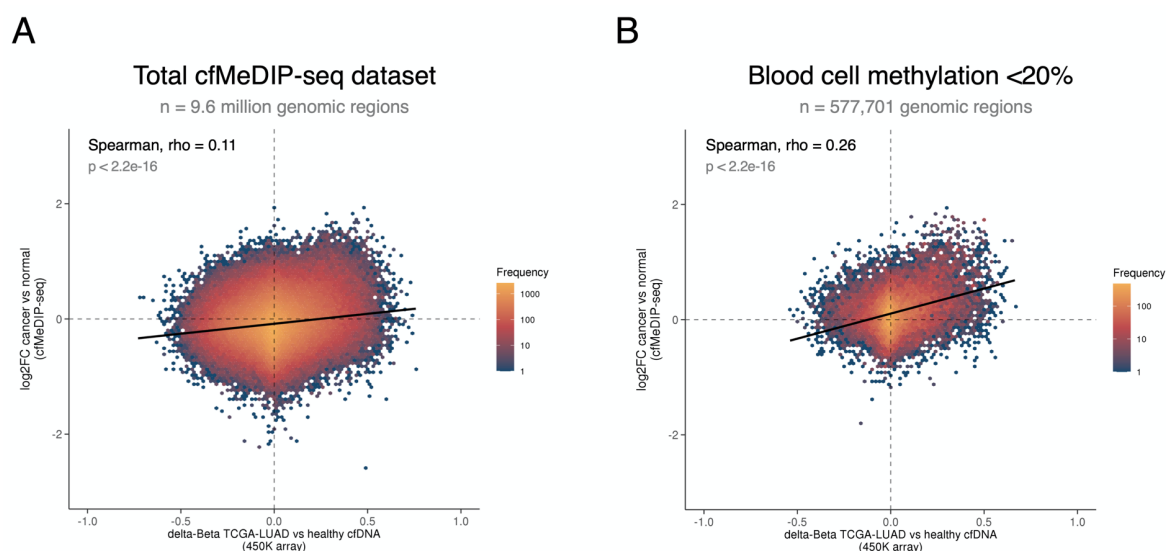 A
Total cfMeDIP-seq dataset
n = 9.6 million genomic regions
Spearman, rho = 0.11
p < 2.2e-16
log2FC cancer vs normal
(cfMeDIP-seq)
2
0
-2
-1.0 -0.5 0.0 0.5 1.0
delta-Beta TCGA-LUAD vs healthy cfDNA
(450K array)
Frequency
1000
100
10
1
B
Blood cell methylation <20%
n = 577,701 genomic regions
Spearman, rho = 0.26
p < 2.2e-16
log2FC cancer vs normal
(cfMeDIP-seq)
2
0
-2
-1.0 -0.5 0.0 0.5 1.0
delta-Beta TCGA-LUAD vs healthy cfDNA
(450K array)
Frequency
100
10
1